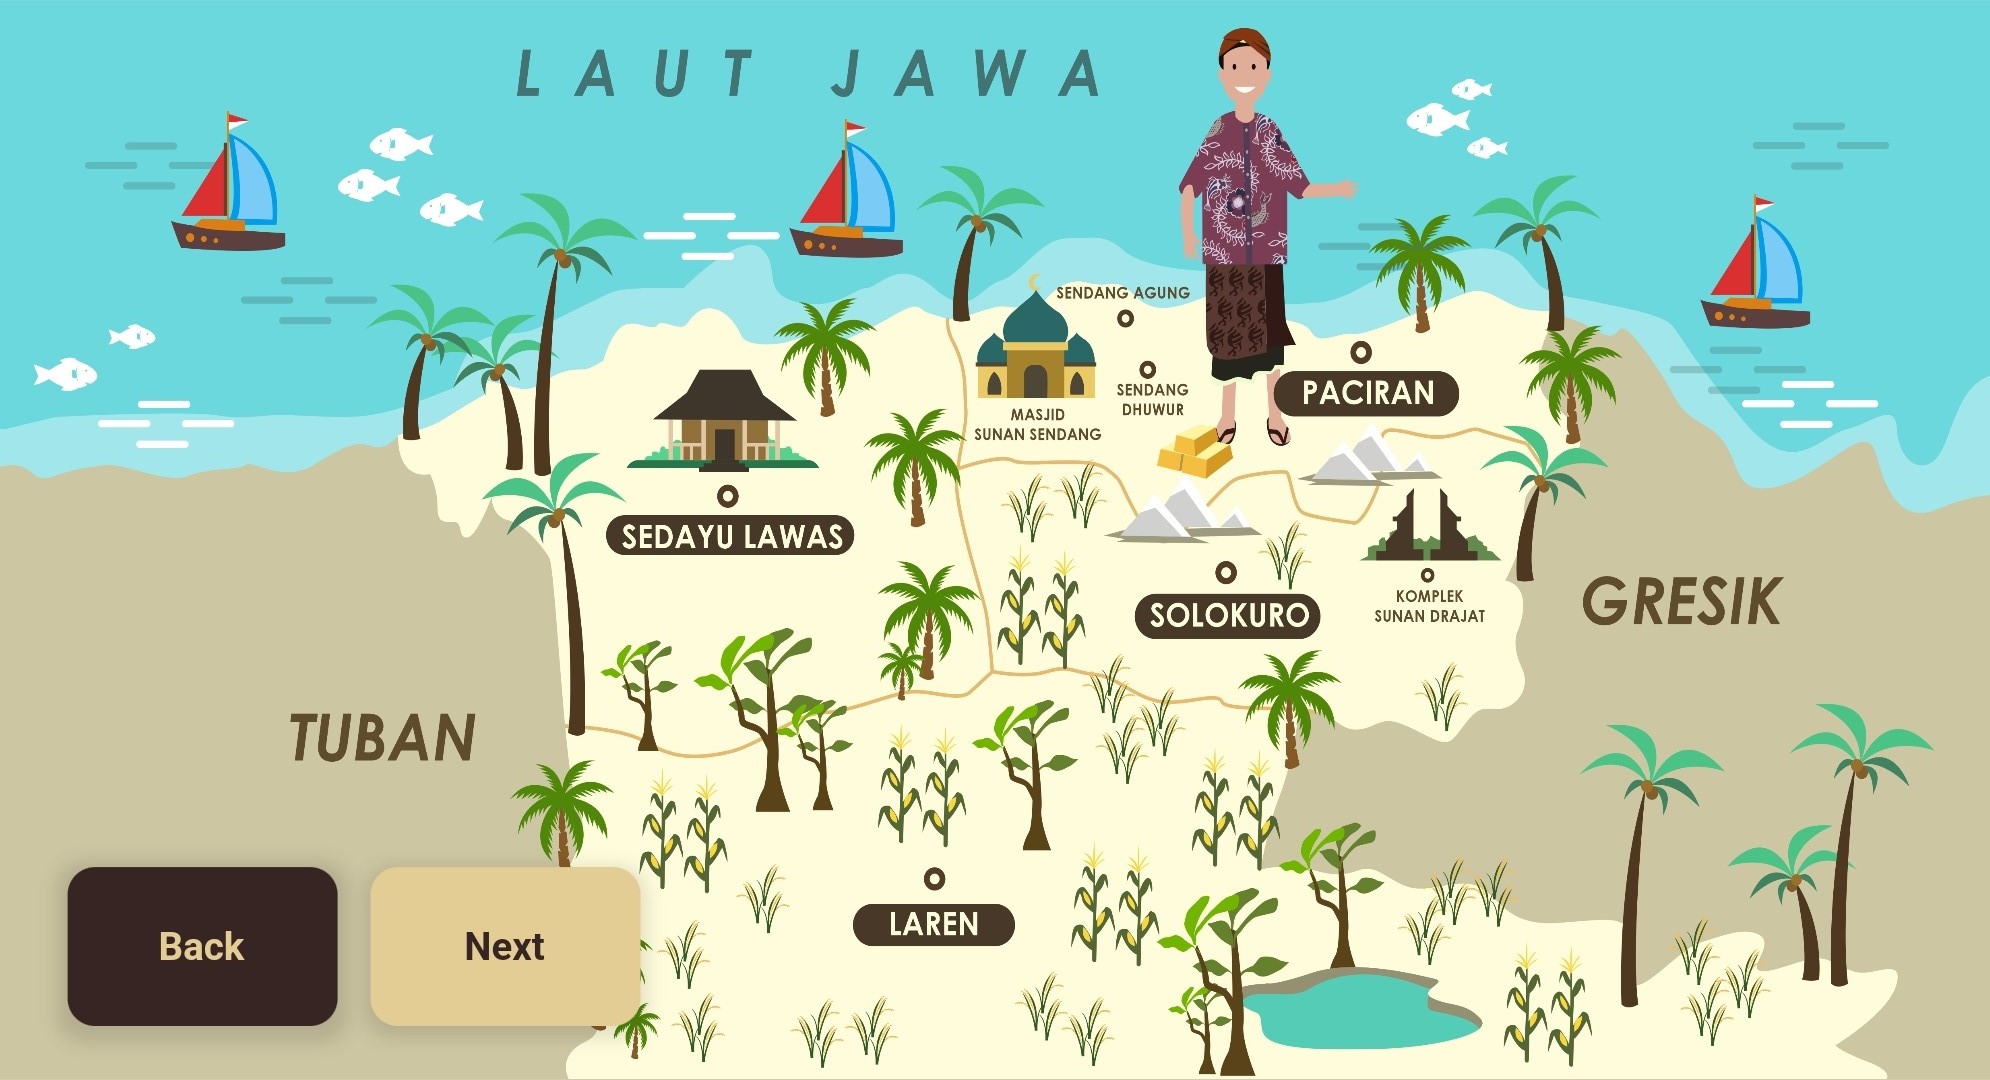 LAUT JAWA
SENDANG AGUNG
SENDANG
DHUWUR
MASJID
SUNAN SENDANG
PACIRAN
SEDAYU LAWAS
SOLOKURO
KOMPLEK
SUNAN DRAJAT
GRESIK
TUBAN
LAREN
Back
Next